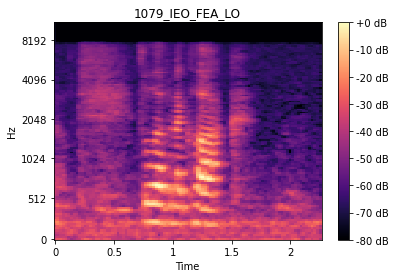 1079_IEO_FEA_LO
+0 dB
8192
-10 dB
4096
-20 dB
-30 dB
2048
Hz
-40 dB
1024
-50 dB
512
-60 dB
-70 dB
0
-80 dB
0 0.5 1 1.5 2
Time